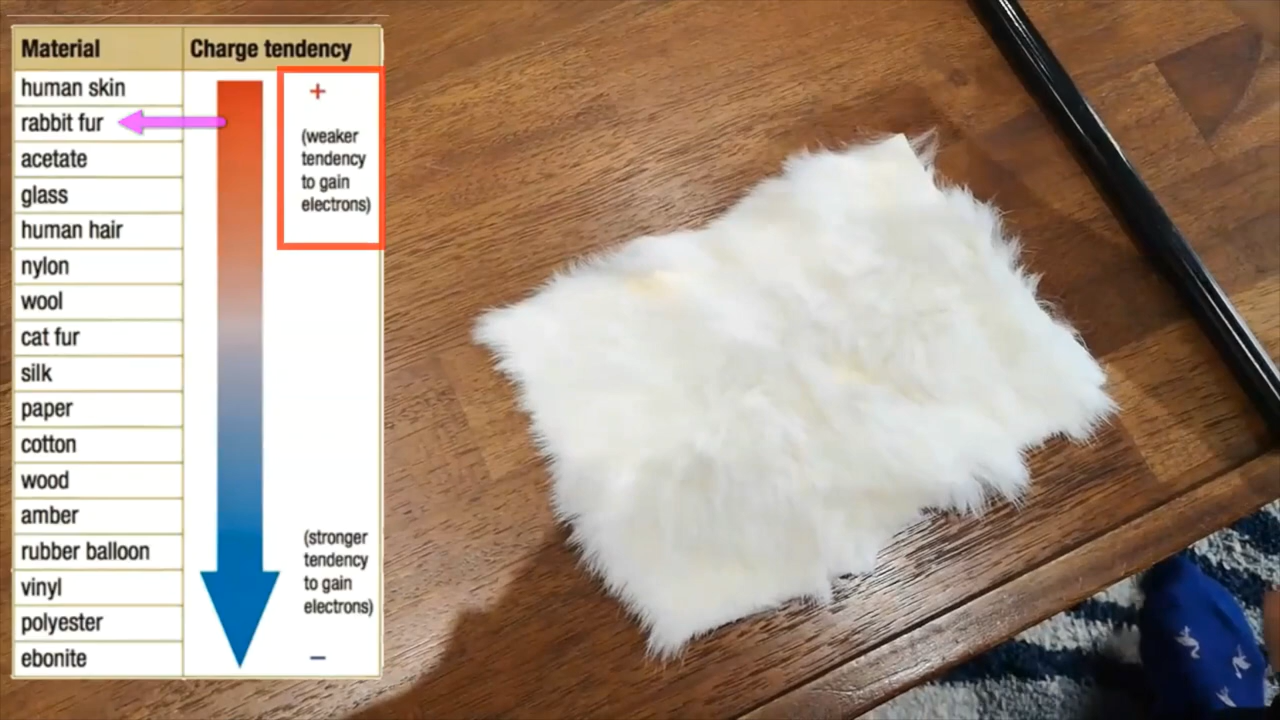 Material Charge tendency
human skin +
rabbit fur
(weaker
tendency
to gain
electrons)
acetate
glass
human hair
nylon
wool
cat fur
silk
paper
cotton
wood
amber
rubber balloon
(stronger
tendency
to gain
electrons)
vinyl
polyester
ebonite −